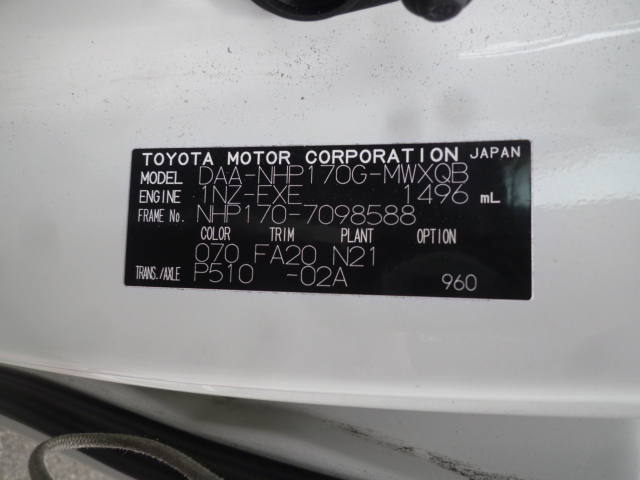 TOYOTA MOTOR CORPORATION JAPAN
MODEL DAA-NHP170G-MWXQB
ENGINE 1NZ-EXE 1496 mL
FRAME No. NHP170-7098588
COLOR TRIM PLANT OPTION
070 FA20 N21
TRANS./AXLE P510 -02A 960